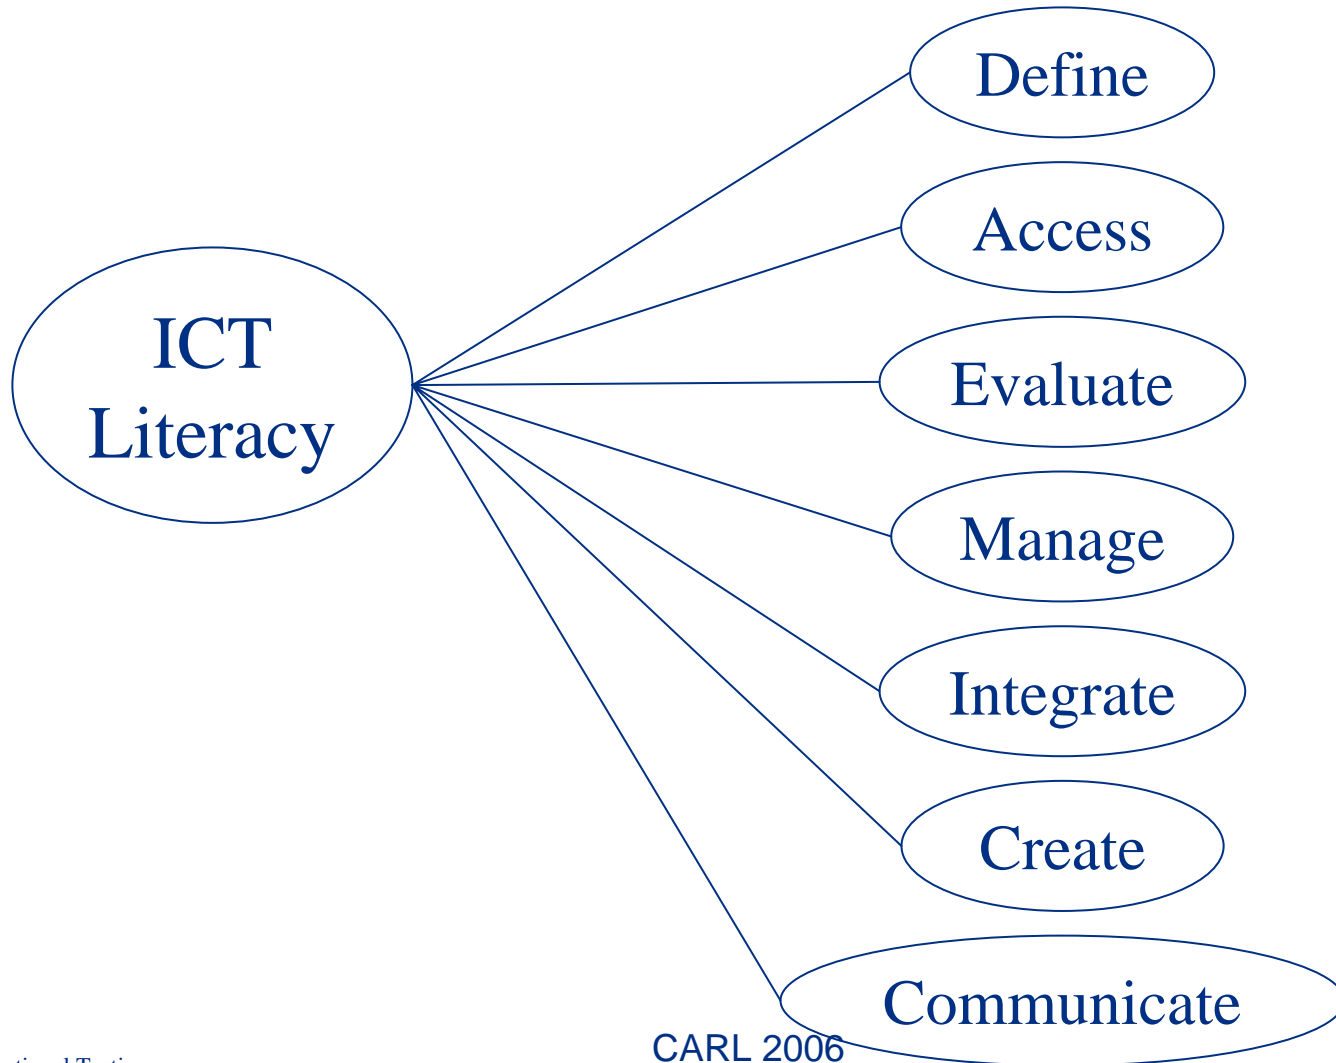 Define
Access
ICT
Literacy
Evaluate
Manage
Integrate
Create
Communicate
CARL 2006